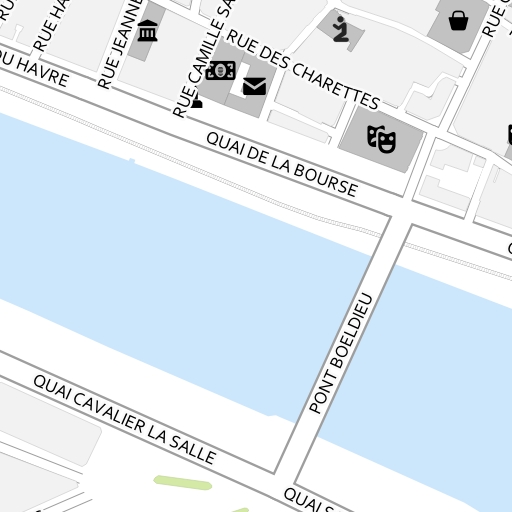 RUE HA
RUE JEANNE
RUE CAMILLE SA
RUE DES CHARETTES
DU HAVRE
QUAI DE LA BOURSE
PONT BOELDIEU
QUAI CAVALIER LA SALLE
QUAI S